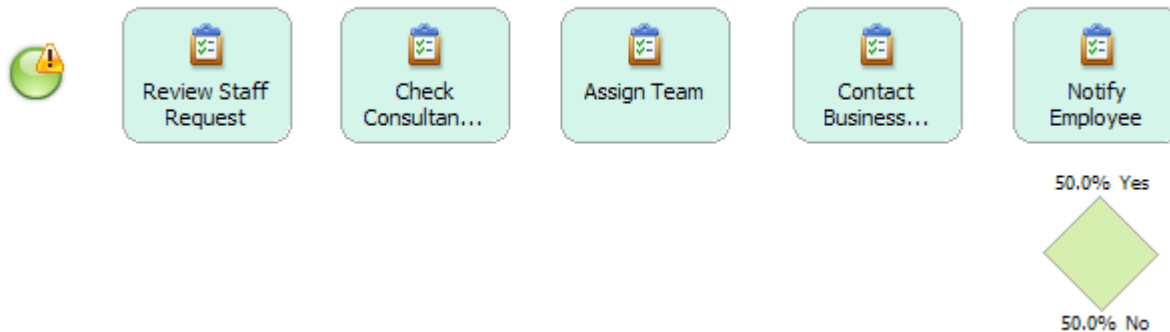 Review Staff
Request
Check
Consultan...
Assign Team
Contact
Business...
Notify
Employee
50.0% Yes
50.0% No